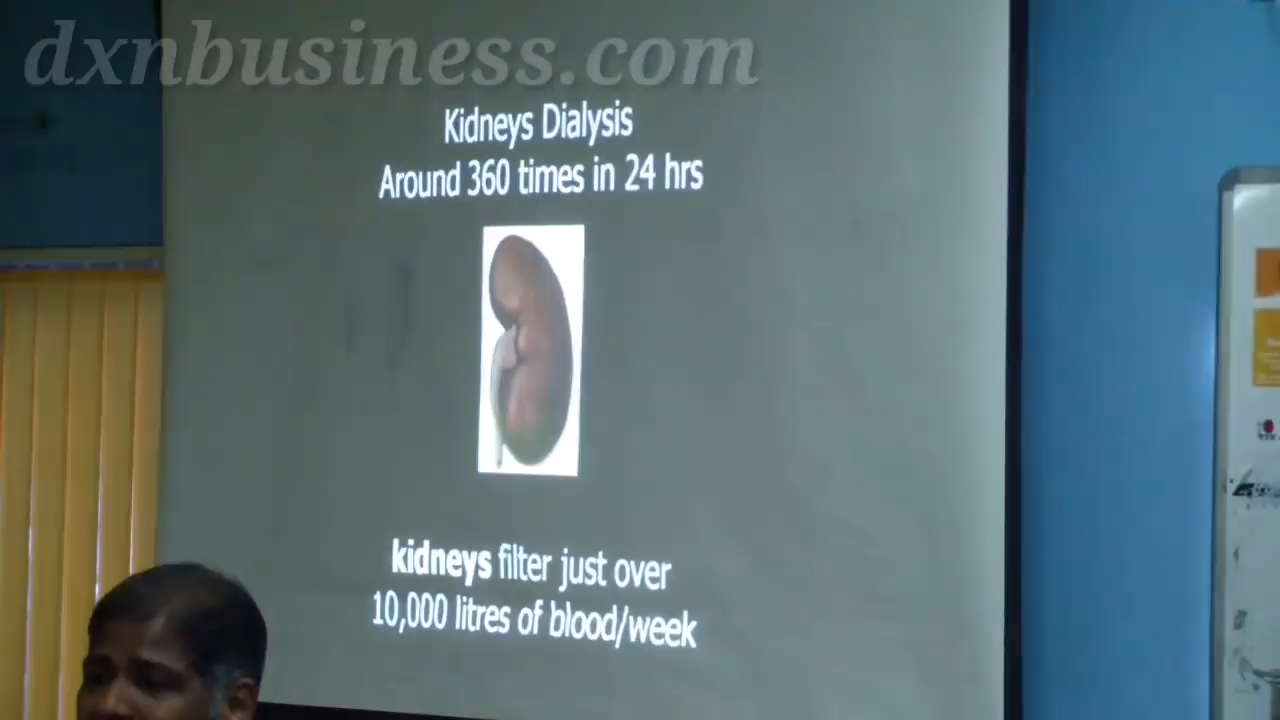 dxnbusiness.com
Kidneys Dialysis
Around 360 times in 24 hrs
kidneys filter just over
10,000 litres of blood/week